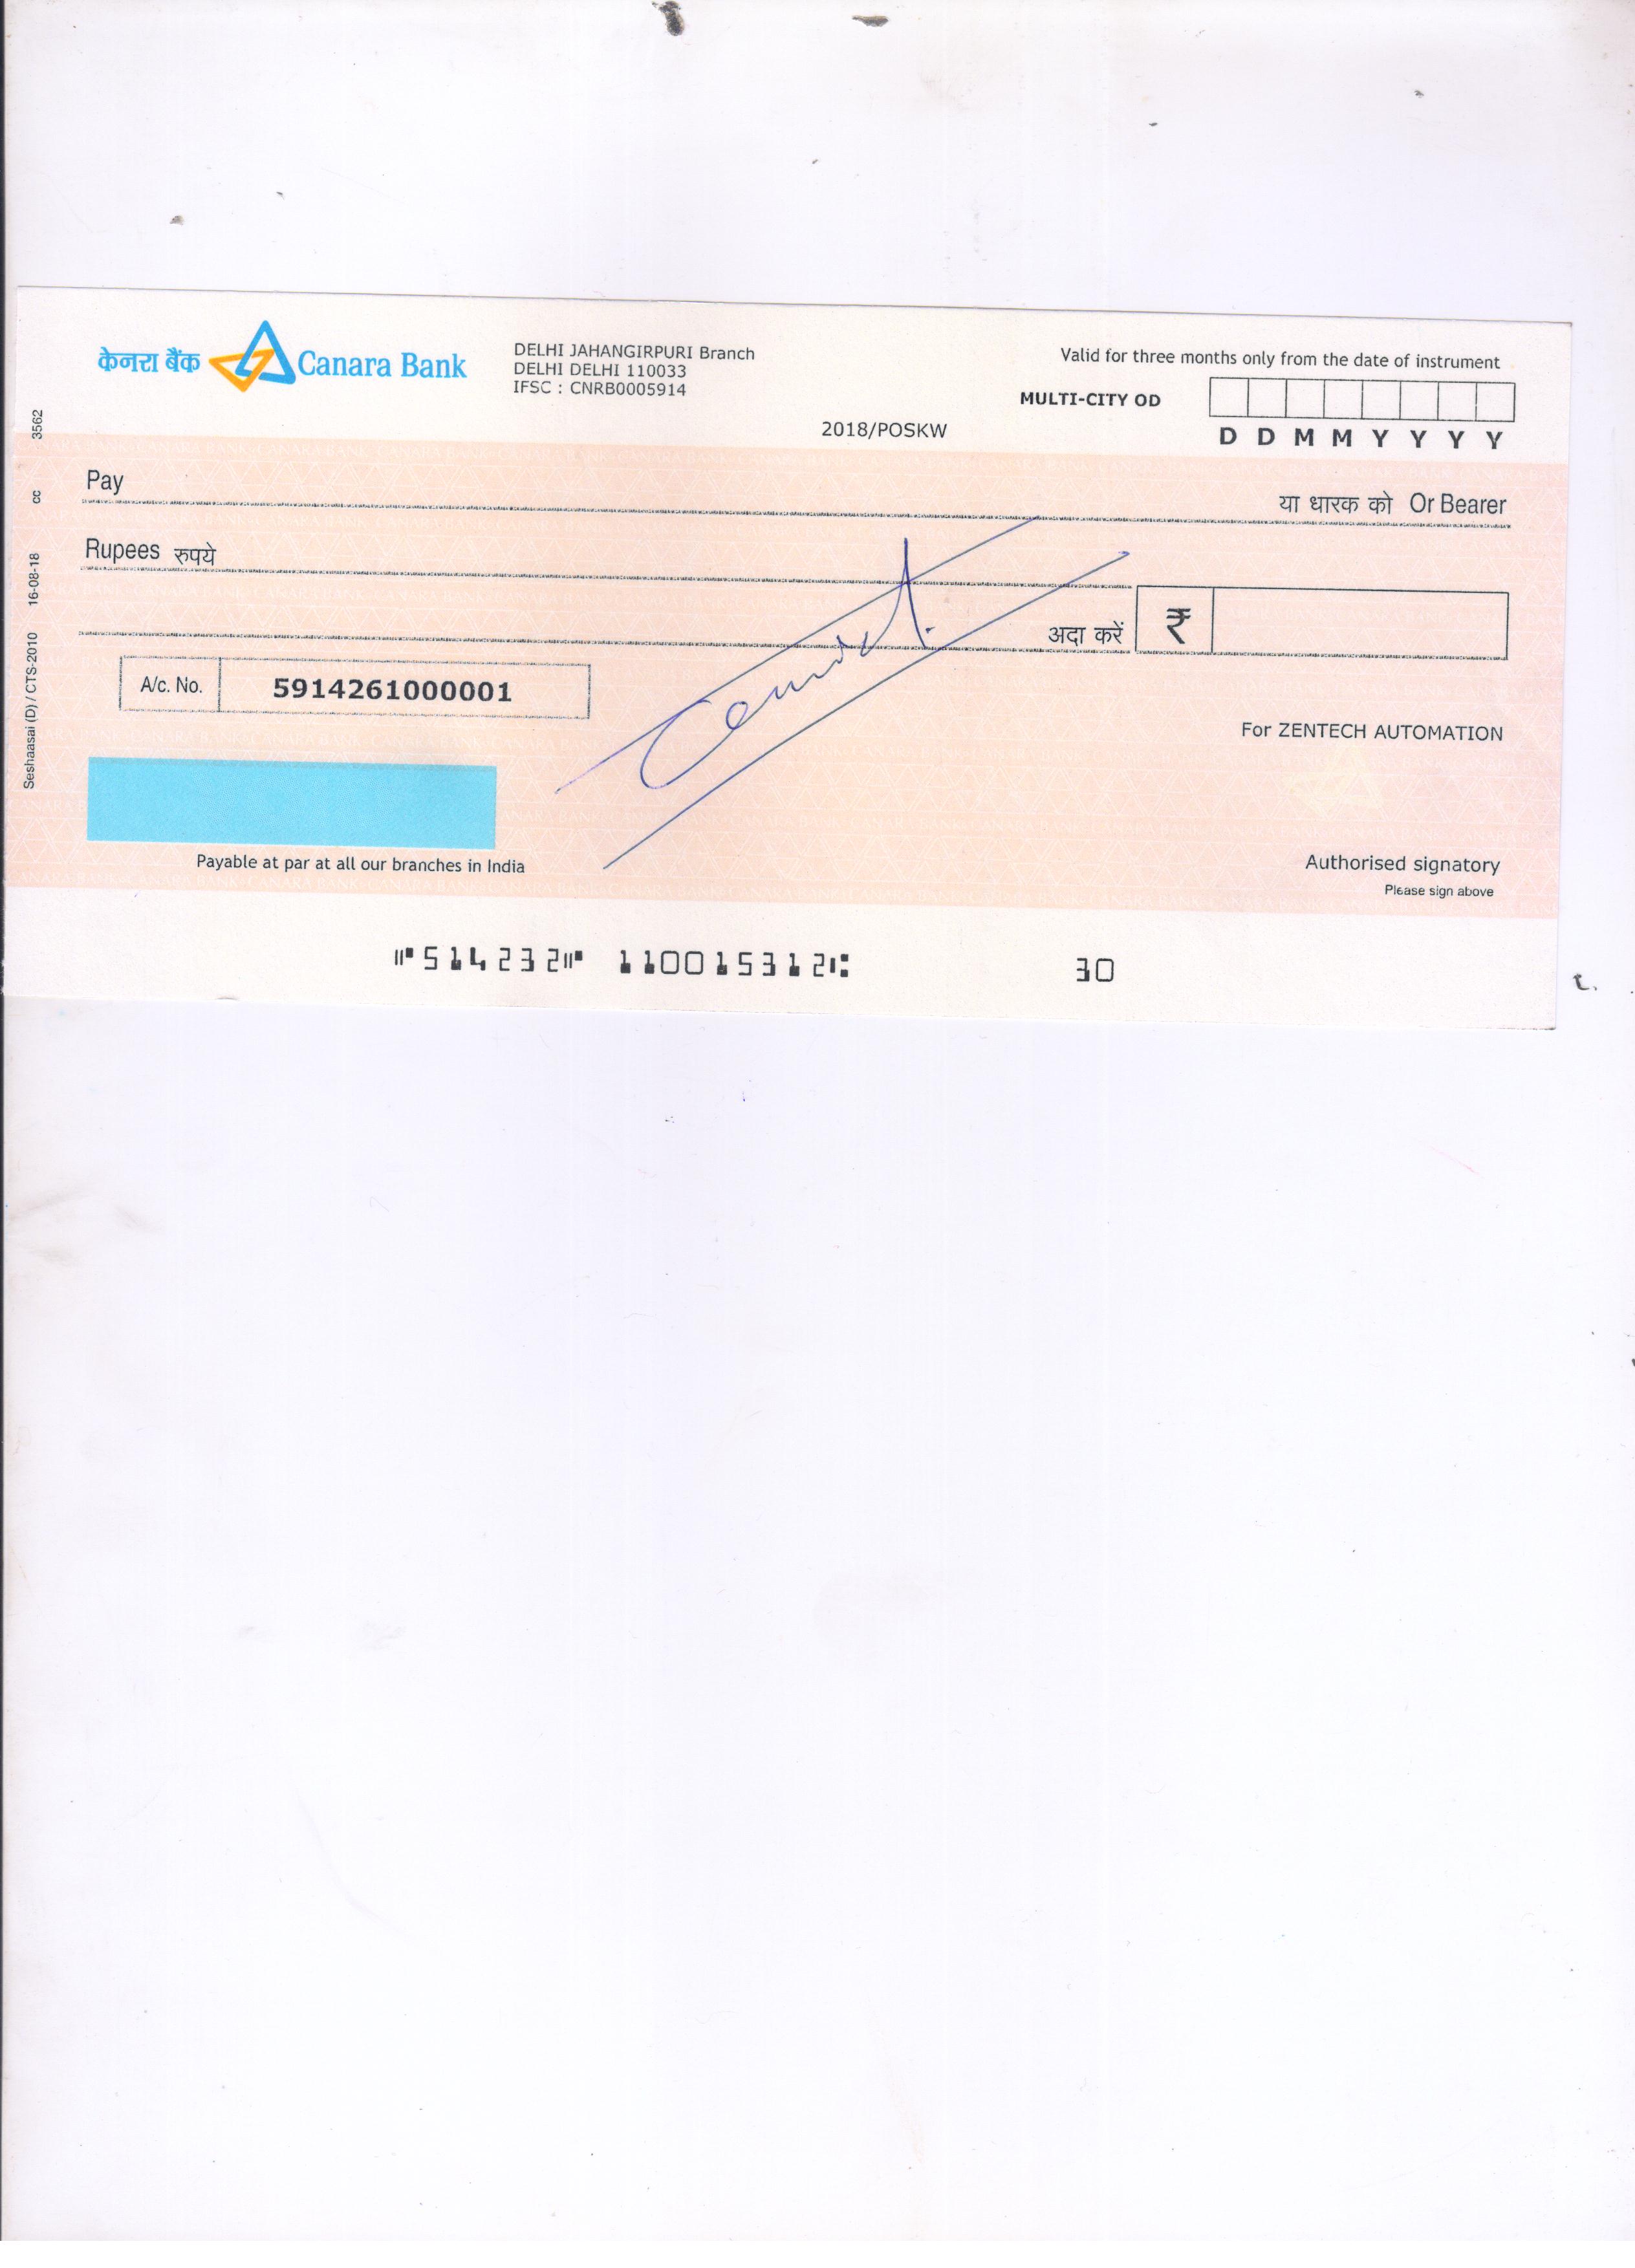 केनरा बैंक Canara Bank
DELHI JAHANGIRPURI Branch
DELHI DELHI 110033
IFSC : CNRB0005914
Valid for three months only from the date of instrument
MULTI-CITY OD
2018/POSKW
D D M M Y Y Y Y
Pay
या धारक को Or Bearer
Rupees रुपये
अदा करें ₹
A/c. No. 5914261000001
For ZENTECH AUTOMATION
Payable at par at all our branches in India
Authorised signatory
Please sign above
⑈514232⑈ 110015312⑆ 30
Seshaasai (D) / CTS-2010 16-08-18 cc 3562